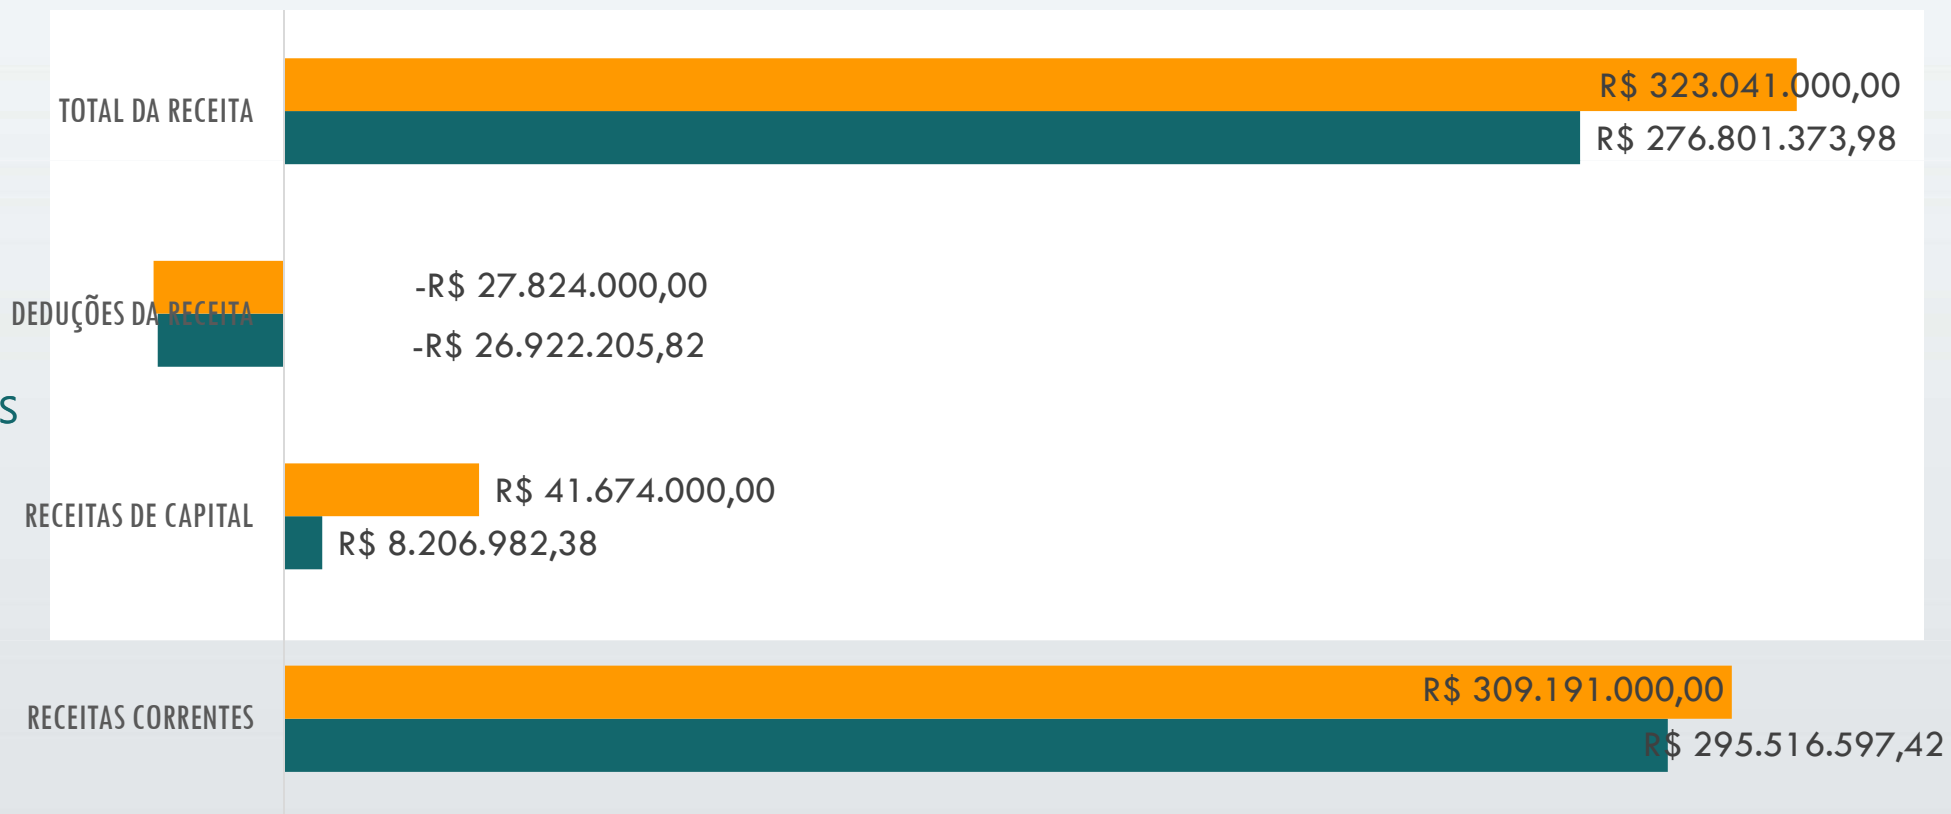 TOTAL DA RECEITA
R$ 323.041.000,00
R$ 276.801.373,98
DEDUÇÕES DA RECEITA
-R$ 27.824.000,00
-R$ 26.922.205,82
S
RECEITAS DE CAPITAL
R$ 41.674.000,00
R$ 8.206.982,38
RECEITAS CORRENTES
R$ 309.191.000,00
R$ 295.516.597,42